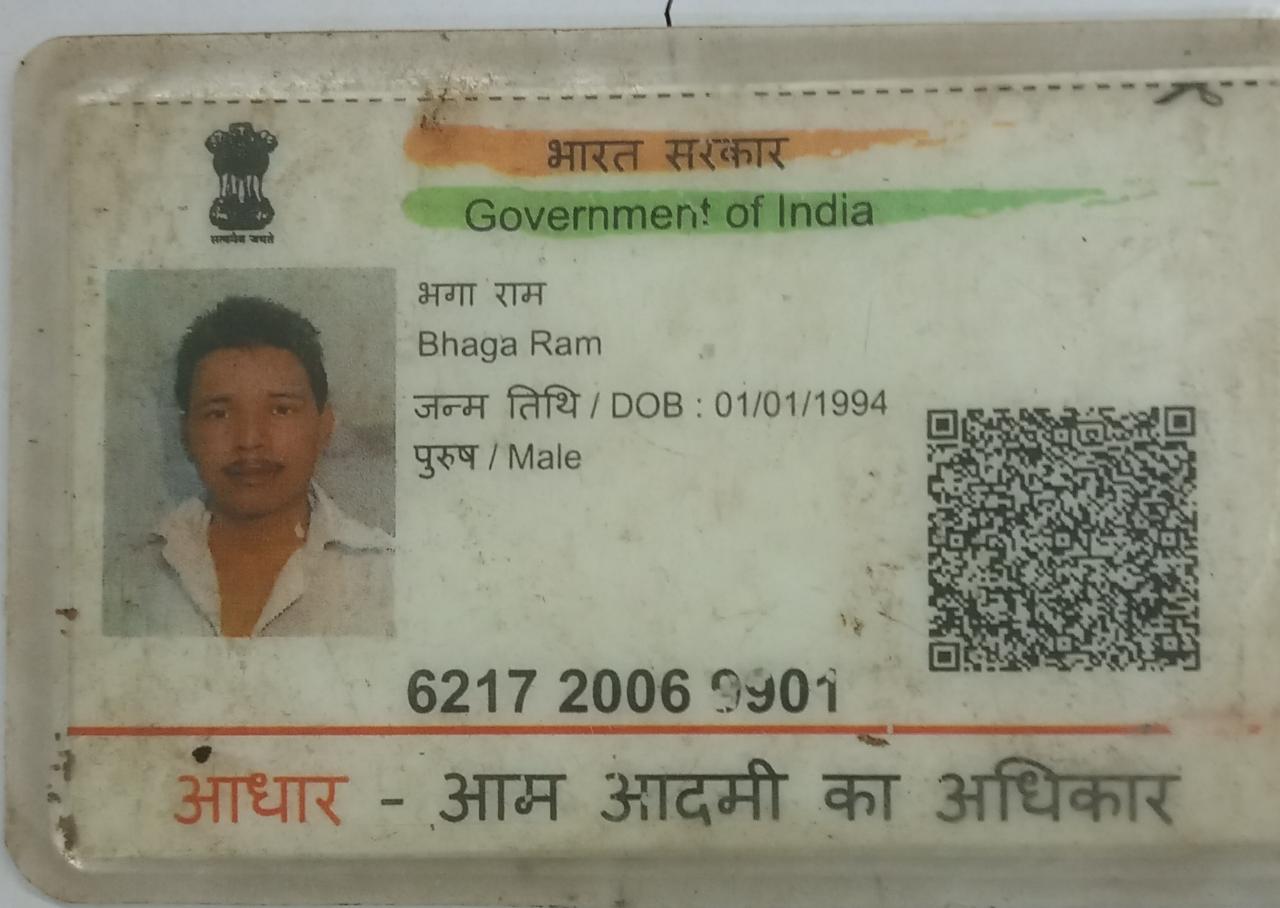 भारत सरकार
Government of India
सत्यमेव जयते
भगा राम
Bhaga Ram
जन्म तिथि / DOB : 01/01/1994
पुरुष / Male
6217 2006 9901
आधार - आम आदमी का अधिकार